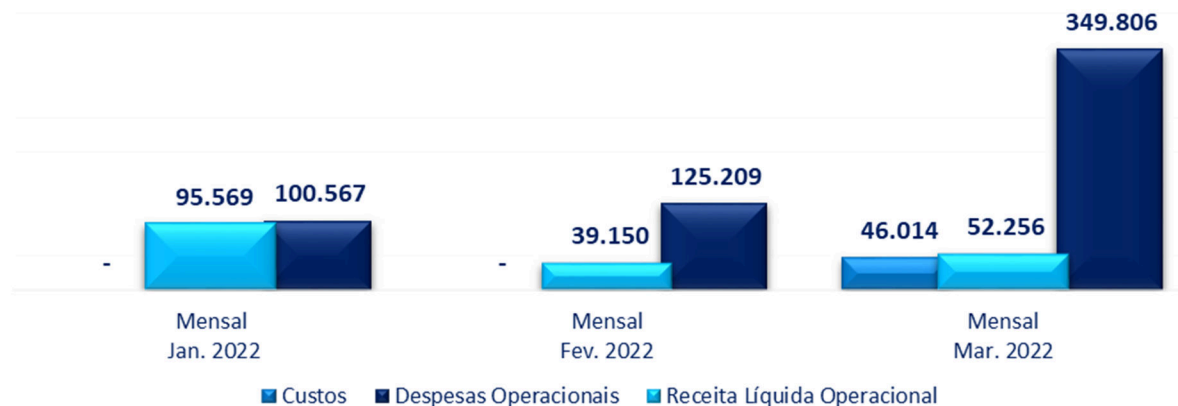 349.806
95.569 100.567
125.209
39.150
46.014 52.256
- -
Mensal Mensal Mensal
Jan. 2022 Fev. 2022 Mar. 2022
Custos Despesas Operacionais Receita Líquida Operacional